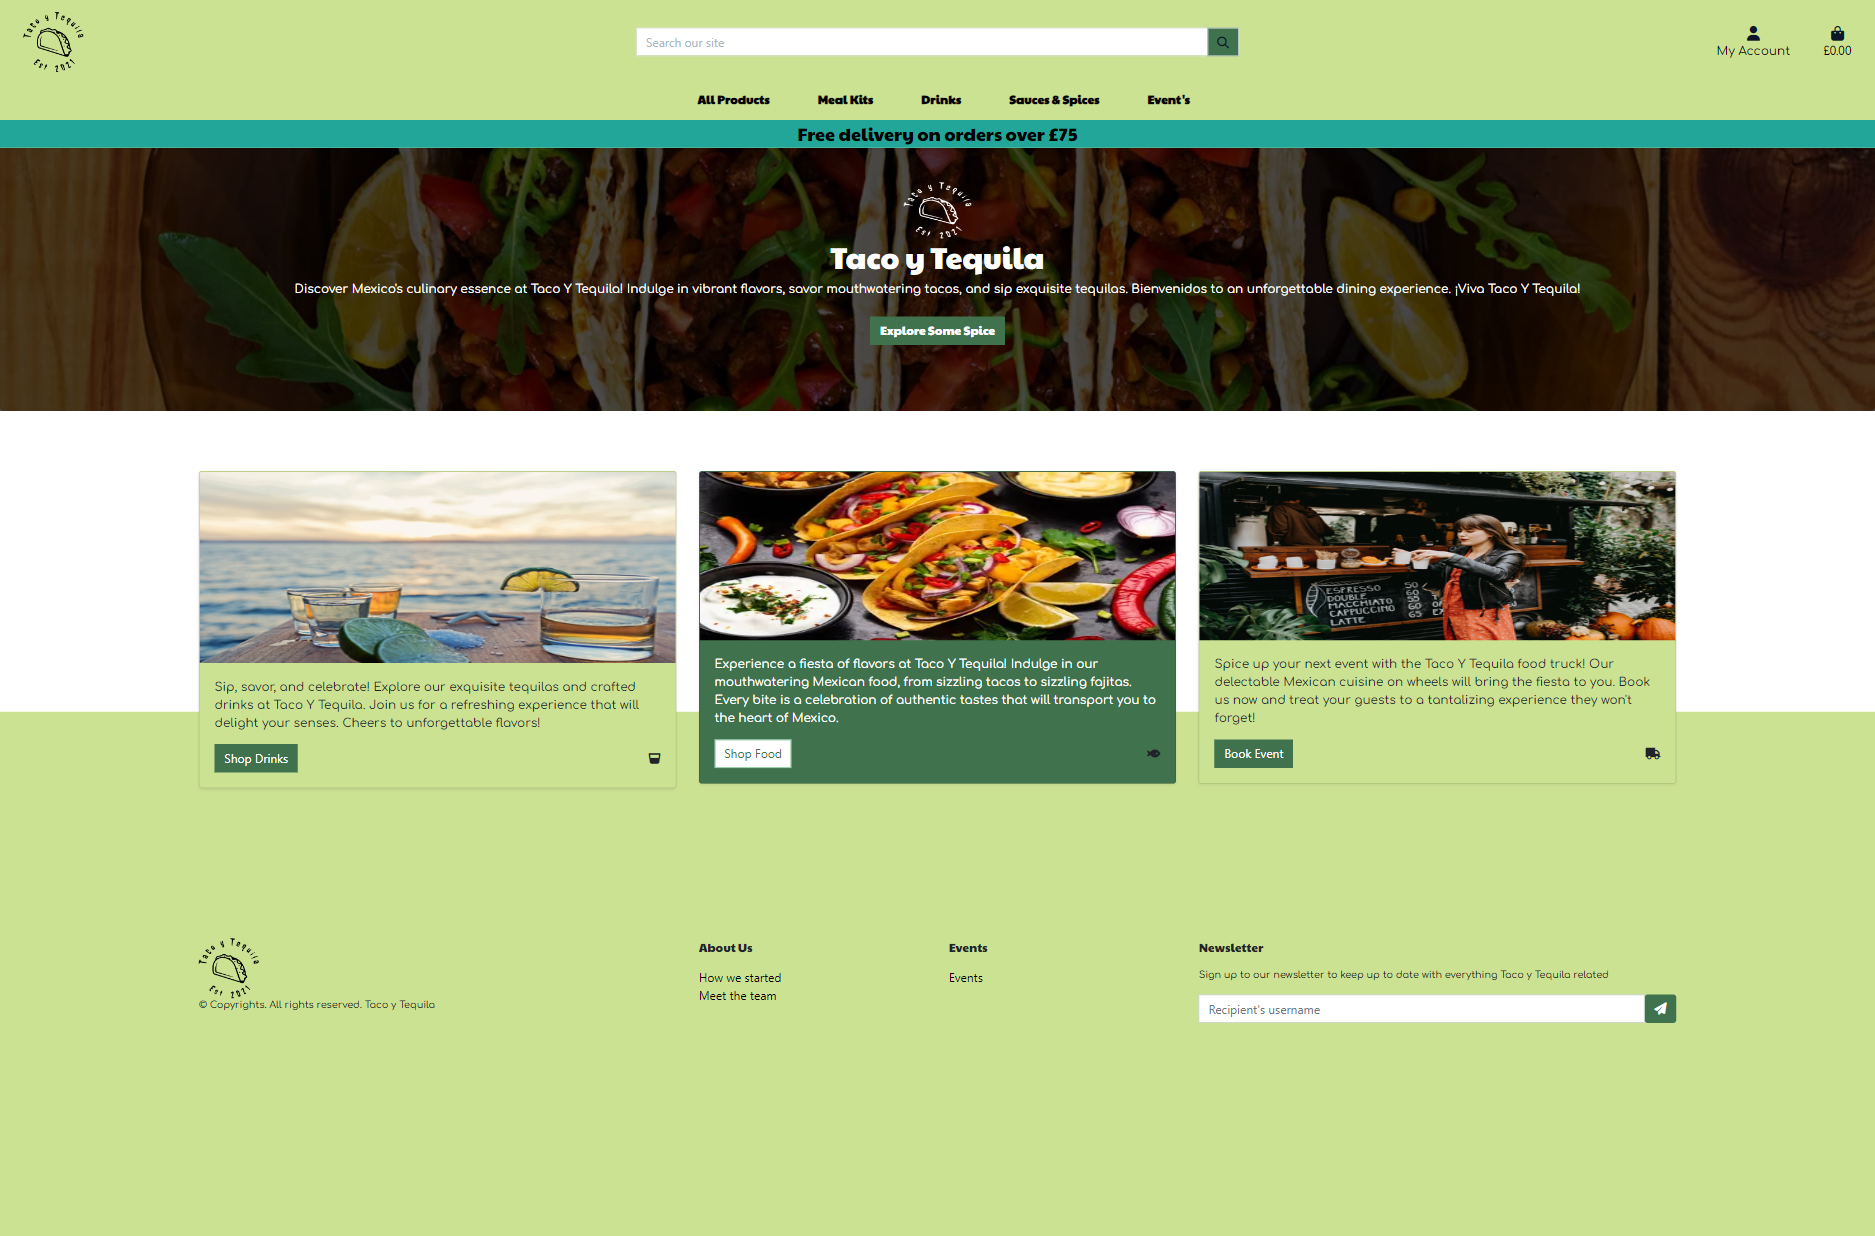 Taco y Tequila
Est 2021
Search our site
My Account
£0.00
All Products
Meal Kits
Drinks
Sauces & Spices
Event's
Free delivery on orders over £75
Taco y Tequila
Est 2021
Taco y Tequila
Discover Mexico's culinary essence at Taco Y Tequila! Indulge in vibrant flavors, savor mouthwatering tacos, and sip exquisite tequilas. Bienvenidos to an unforgettable dining experience. ¡Viva Taco Y Tequila!
Explore Some Spice
Sip, savor, and celebrate! Explore our exquisite tequilas and crafted
drinks at Taco Y Tequila. Join us for a refreshing experience that will
delight your senses. Cheers to unforgettable flavors!
Shop Drinks
Experience a fiesta of flavors at Taco Y Tequila! Indulge in our
mouthwatering Mexican food, from sizzling tacos to sizzling fajitas.
Every bite is a celebration of authentic tastes that will transport you to
the heart of Mexico.
Shop Food
ESPRESSO 50
DOUBLE 60
MACCHIATO 55
CAPPUCCINO 60
LATTE 65
Spice up your next event with the Taco Y Tequila food truck! Our
delectable Mexican cuisine on wheels will bring the fiesta to you. Book
us now and treat your guests to a tantalizing experience they won't
forget!
Book Event
Taco y Tequila
Est 2021
© Copyrights. All rights reserved. Taco y Tequila
About Us
How we started
Meet the team
Events
Events
Newsletter
Sign up to our newsletter to keep up to date with everything Taco y Tequila related
Recipient's username